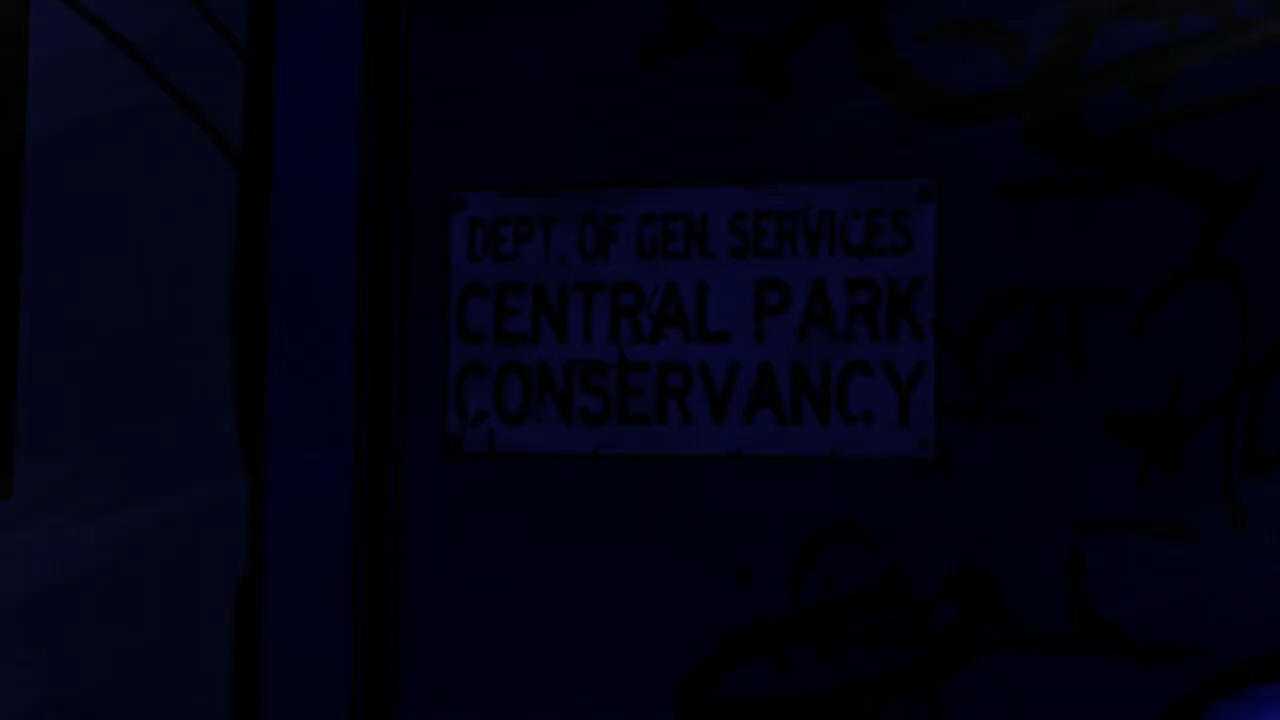 DEPT. OF GEN. SERVICES
CENTRAL PARK
CONSERVANCY